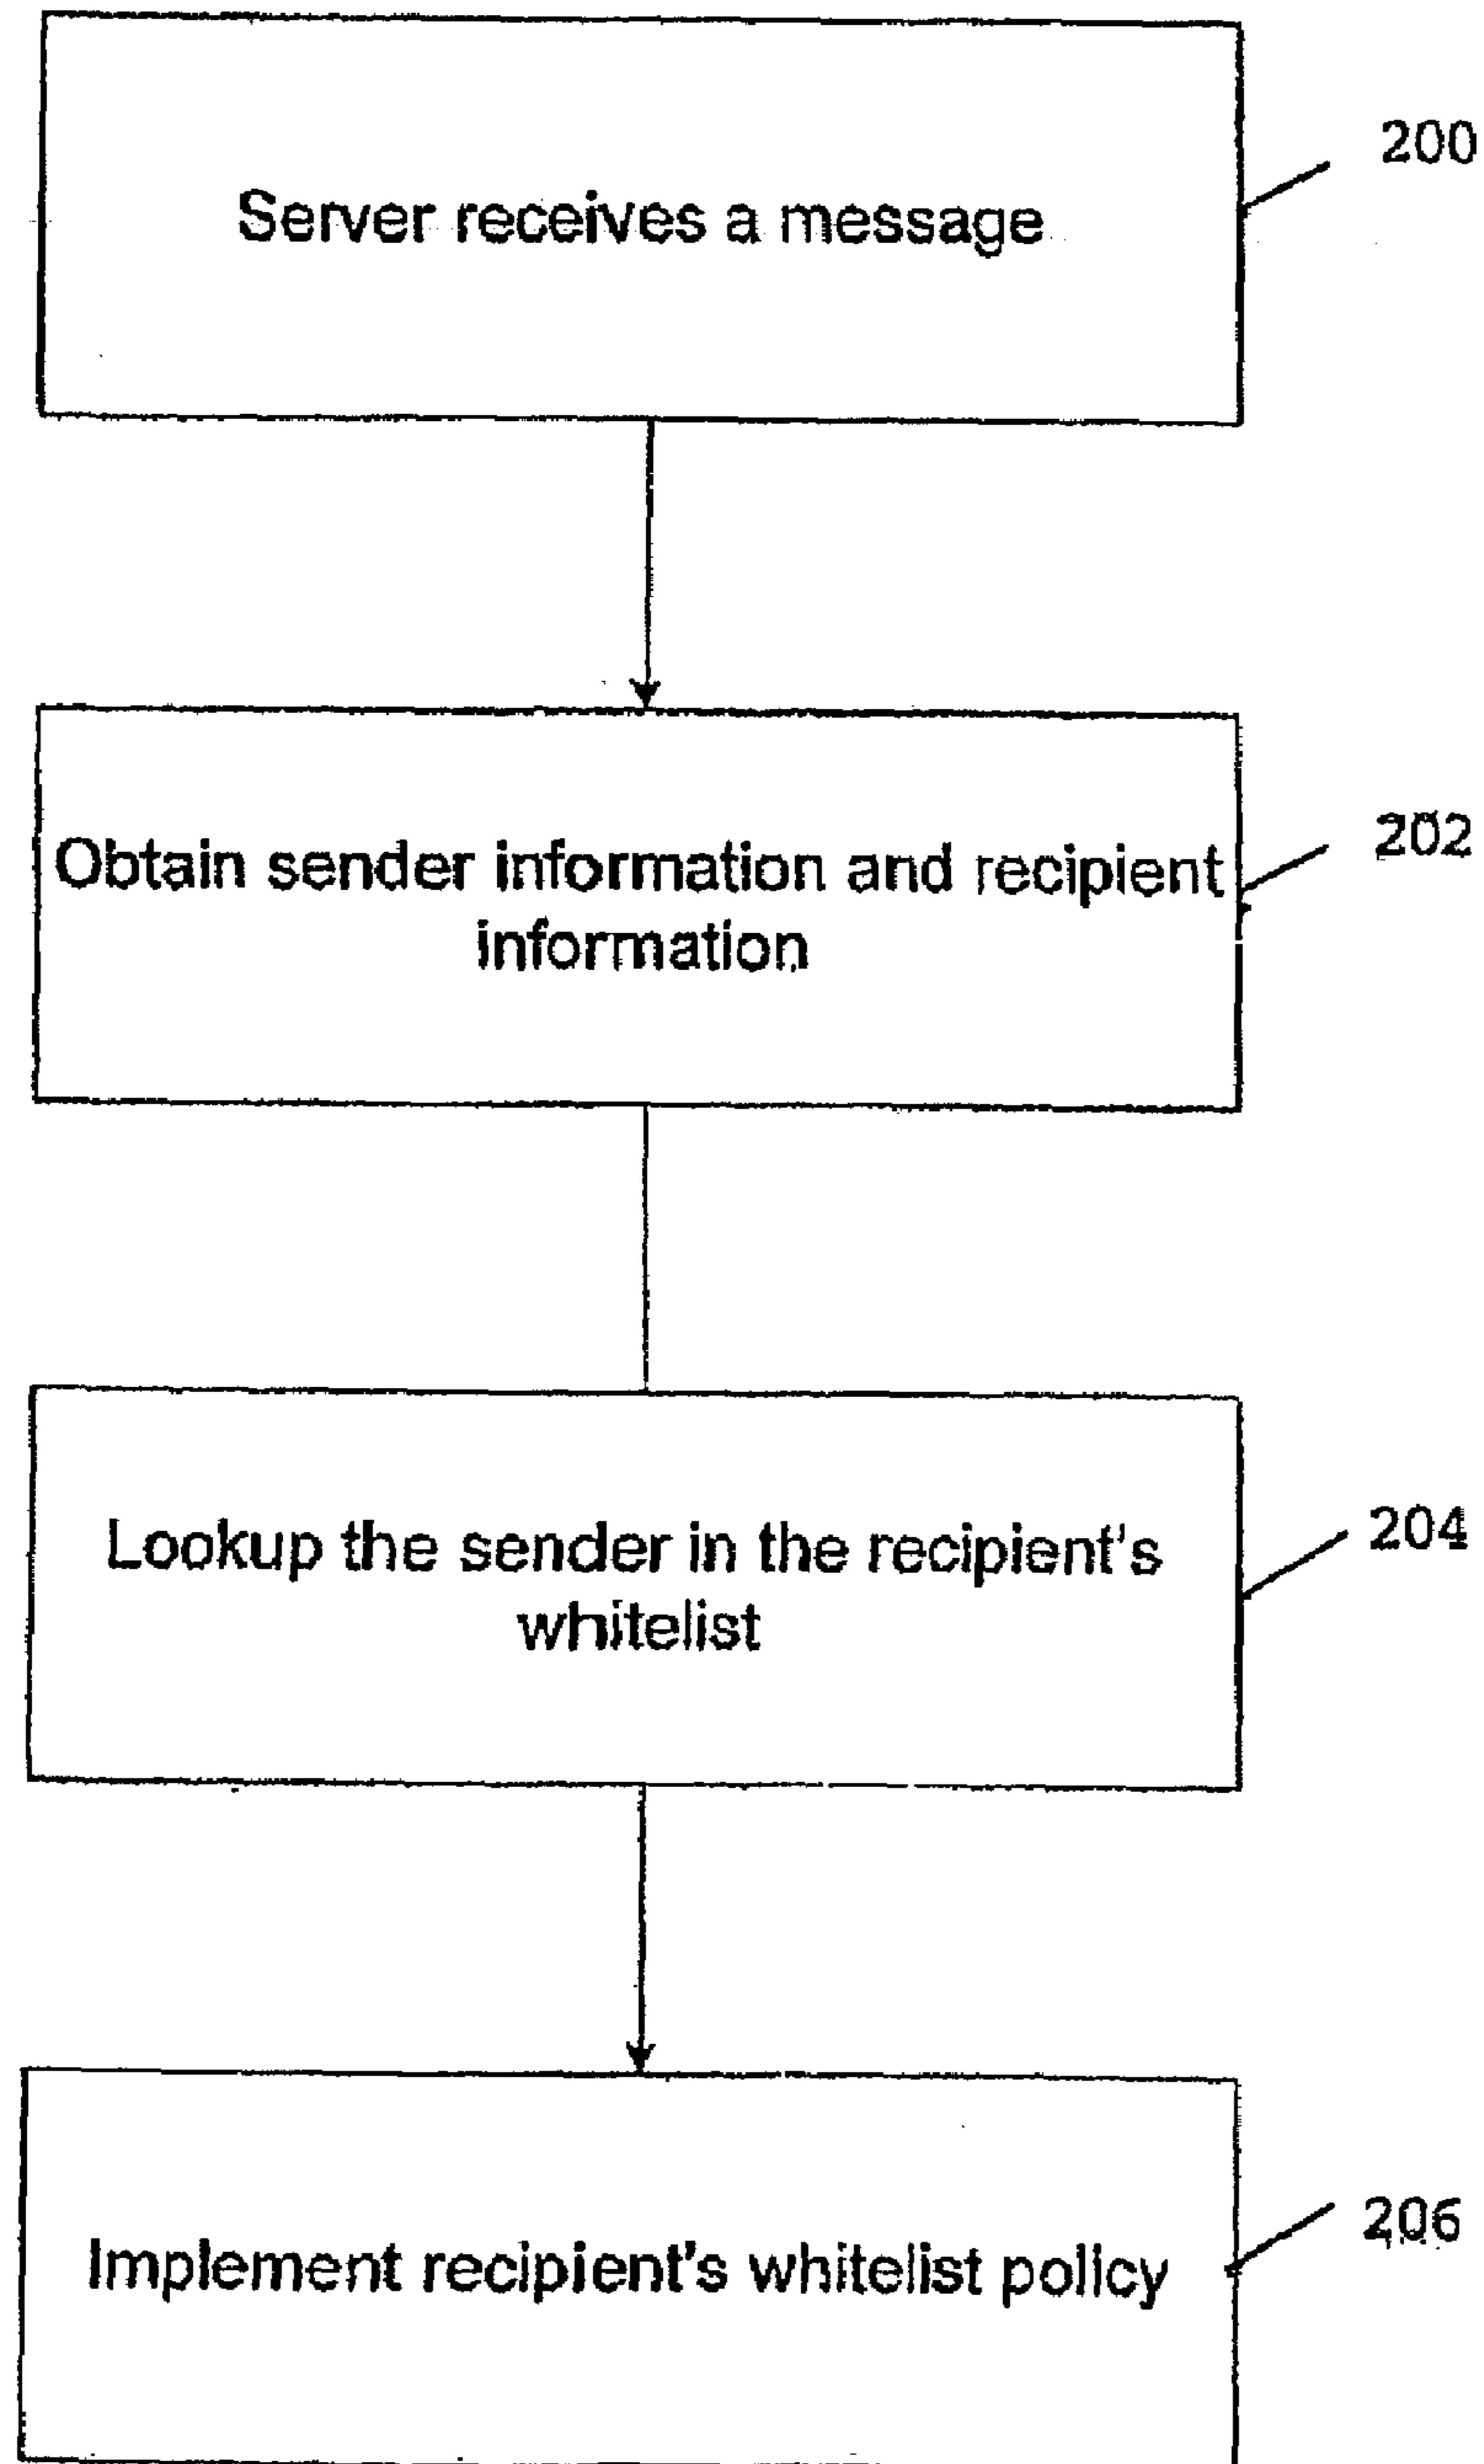 Server receives a message
200
Obtain sender information and recipient
information
202
Lookup the sender in the recipient's
whitelist
204
Implement recipient's whitelist policy
206